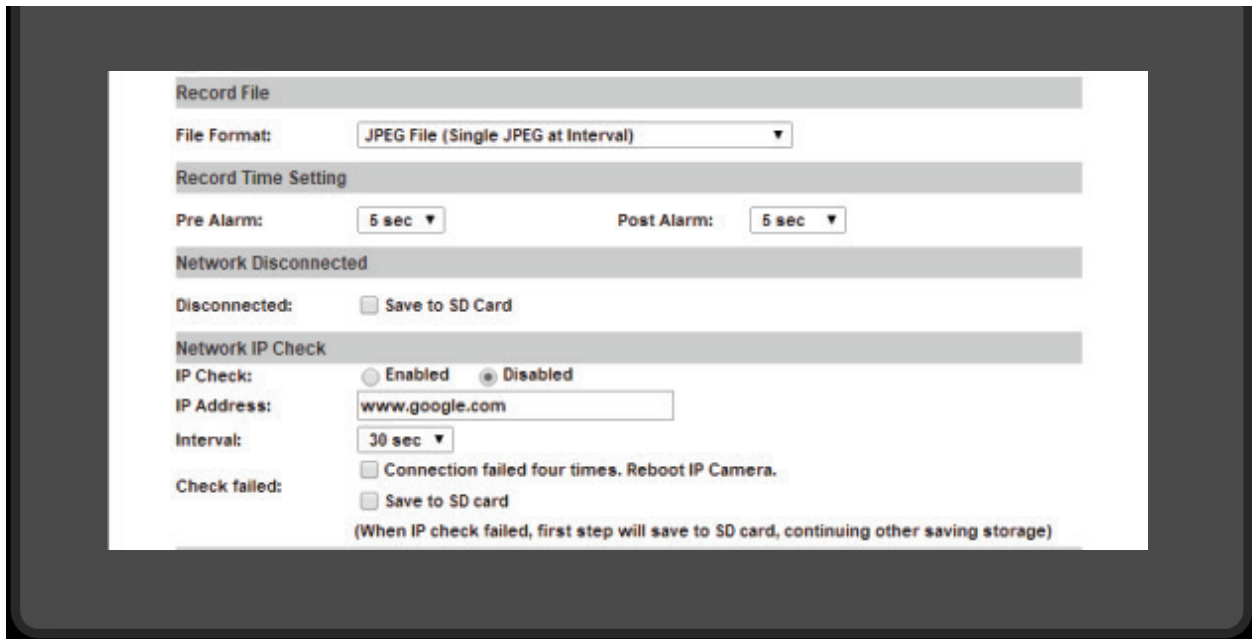 Record File
File Format: JPEG File (Single JPEG at Interval)
Record Time Setting
Pre Alarm: 5 sec Post Alarm: 5 sec
Network Disconnected
Disconnected: Save to SD Card
Network IP Check
IP Check: Enabled Disabled
IP Address: www.google.com
Interval: 30 sec
Connection failed four times. Reboot IP Camera.
Check failed:
Save to SD card
(When IP check failed, first step will save to SD card, continuing other saving storage)